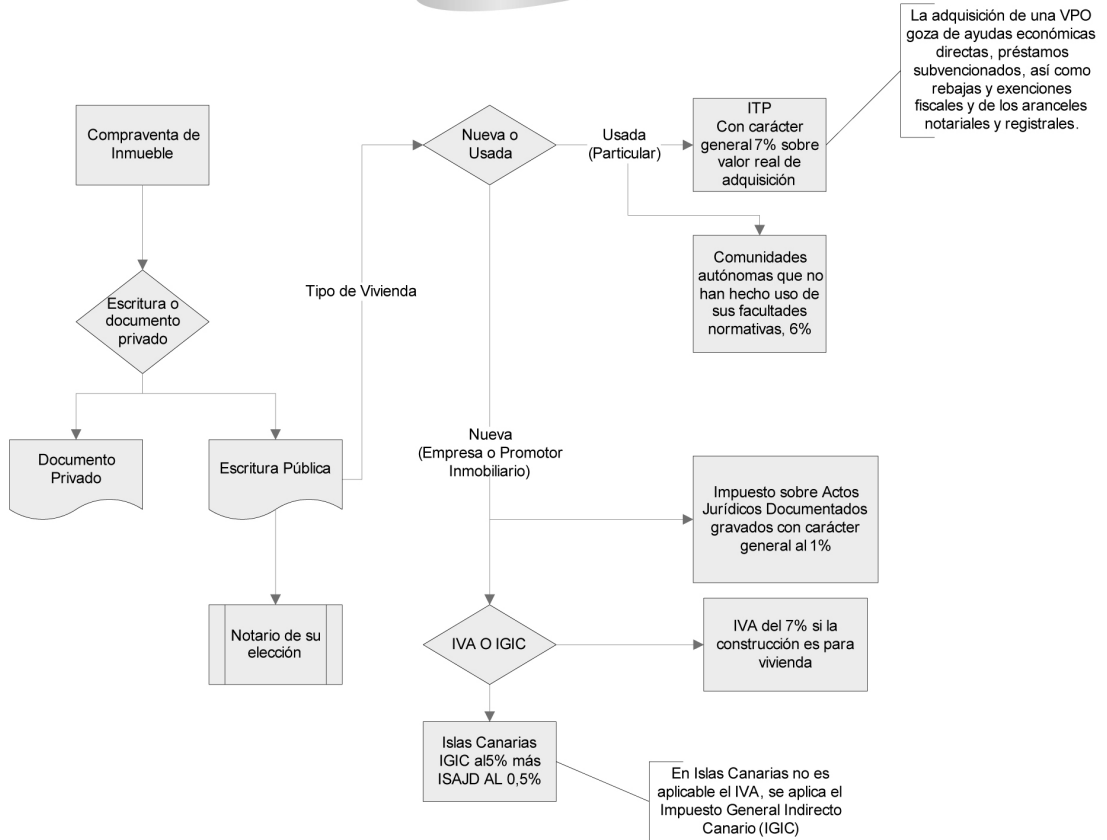 La adquisición de una VPO
goza de ayudas económicas
directas, préstamos
subvencionados, así como
rebajas y exenciones
fiscales y de los aranceles
notariales y registrales.
Compraventa de
Inmueble
Nueva o
Usada
Usada
(Particular)
ITP
Con carácter
general 7% sobre
valor real de
adquisición
Comunidades
autónomas que no
han hecho uso de
sus facultades
normativas, 6%
Escritura o
documento
privado
Tipo de Vivienda
Documento
Privado
Escritura Pública
Nueva
(Empresa o Promotor
Inmobiliario)
Impuesto sobre Actos
Jurídicos Documentados
gravados con carácter
general al 1%
Notario de su
elección
IVA O IGIC
IVA del 7% si la
construcción es para
vivienda
Islas Canarias
IGIC al5% más
ISAJD AL 0,5%
En Islas Canarias no es
aplicable el IVA, se aplica el
Impuesto General Indirecto
Canario (IGIC)